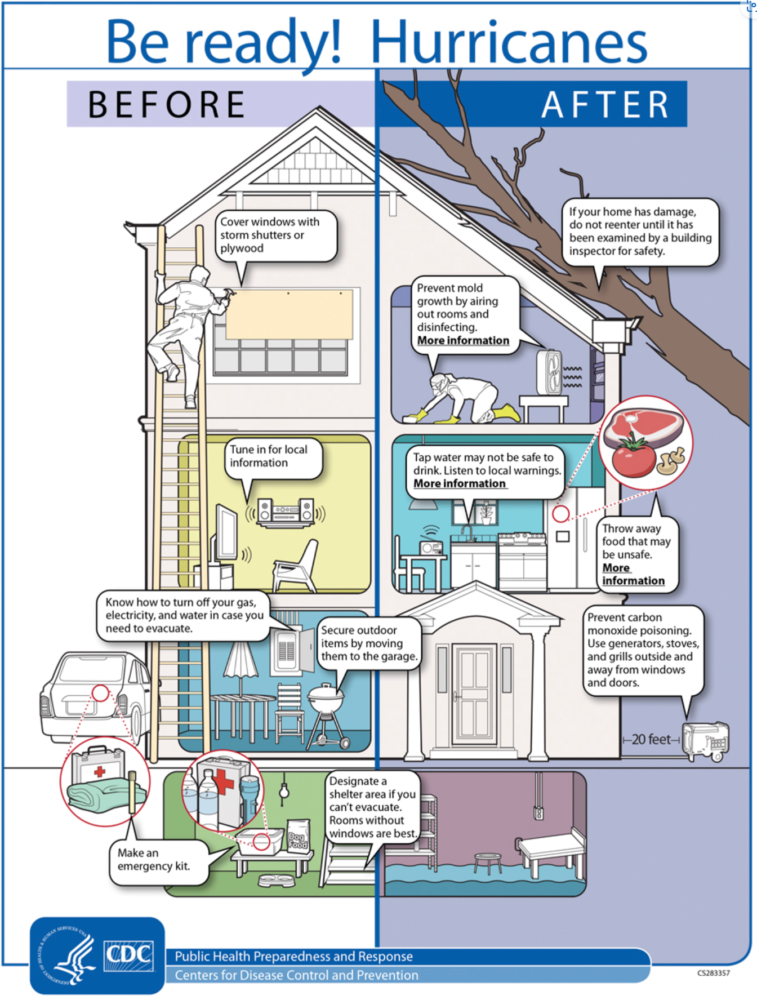 Be ready! Hurricanes
BEFORE
AFTER
Cover windows with
storm shutters or
plywood
If your home has damage,
do not reenter until it has
been examined by a building
inspector for safety.
Prevent mold
growth by airing
out rooms and
disinfecting.
More information
Tune in for local
information
Tap water may not be safe to
drink. Listen to local warnings.
More information
Throw away
food that may
be unsafe.
More
information
Know how to turn off your gas,
electricity, and water in case you
need to evacuate.
Secure outdoor
items by moving
them to the garage.
Prevent carbon
monoxide poisoning.
Use generators, stoves,
and grills outside and
away from windows
and doors.
20 feet
Designate a
shelter area if you
can't evacuate.
Rooms without
windows are best.
Dog
Food
Make an
emergency kit.
DEPARTMENT OF HEALTH & HUMAN SERVICES·USA
CDC
Public Health Preparedness and Response
Centers for Disease Control and Prevention
CS283357